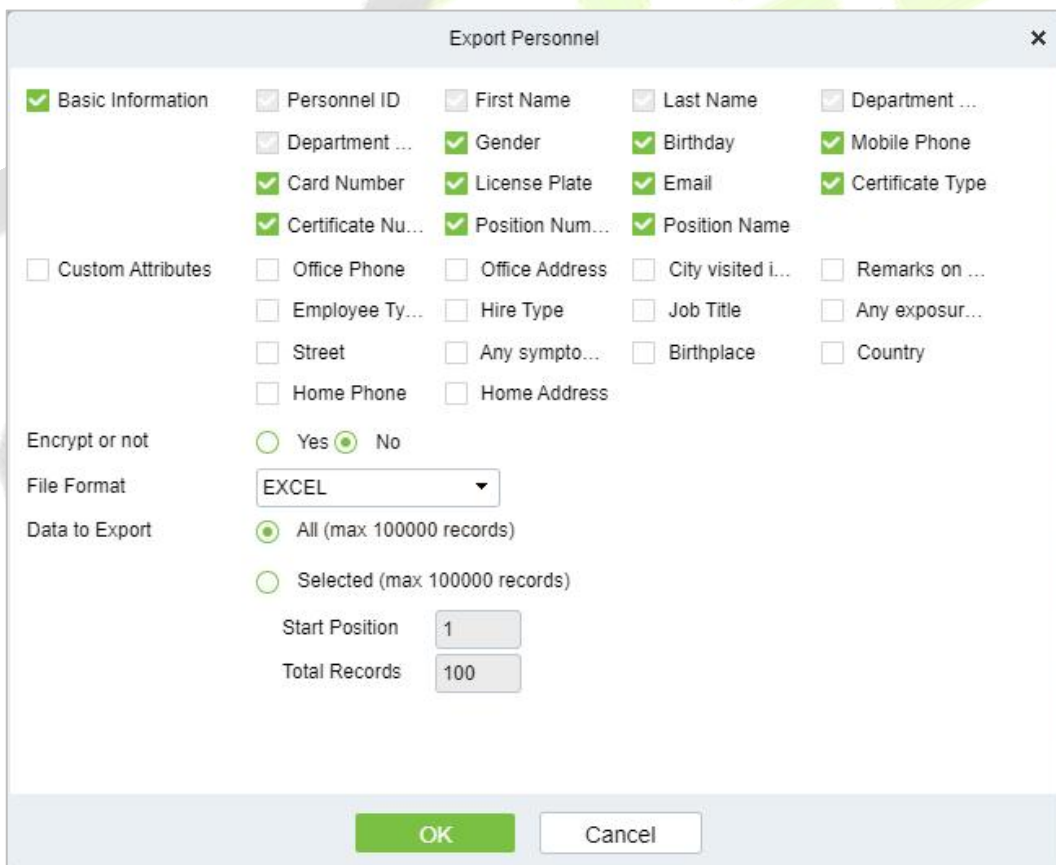 Export Personnel
Basic Information Personnel ID First Name Last Name Department ...
Department ... Gender Birthday Mobile Phone
Card Number License Plate Email Certificate Type
Certificate Nu... Position Num... Position Name
Custom Attributes Office Phone Office Address City visited i... Remarks on ...
Employee Ty... Hire Type Job Title Any exposur...
Street Any sympto... Birthplace Country
Home Phone Home Address
Encrypt or not Yes No
File Format EXCEL
Data to Export All (max 100000 records)
Selected (max 100000 records)
Start Position 1
Total Records 100
OK Cancel